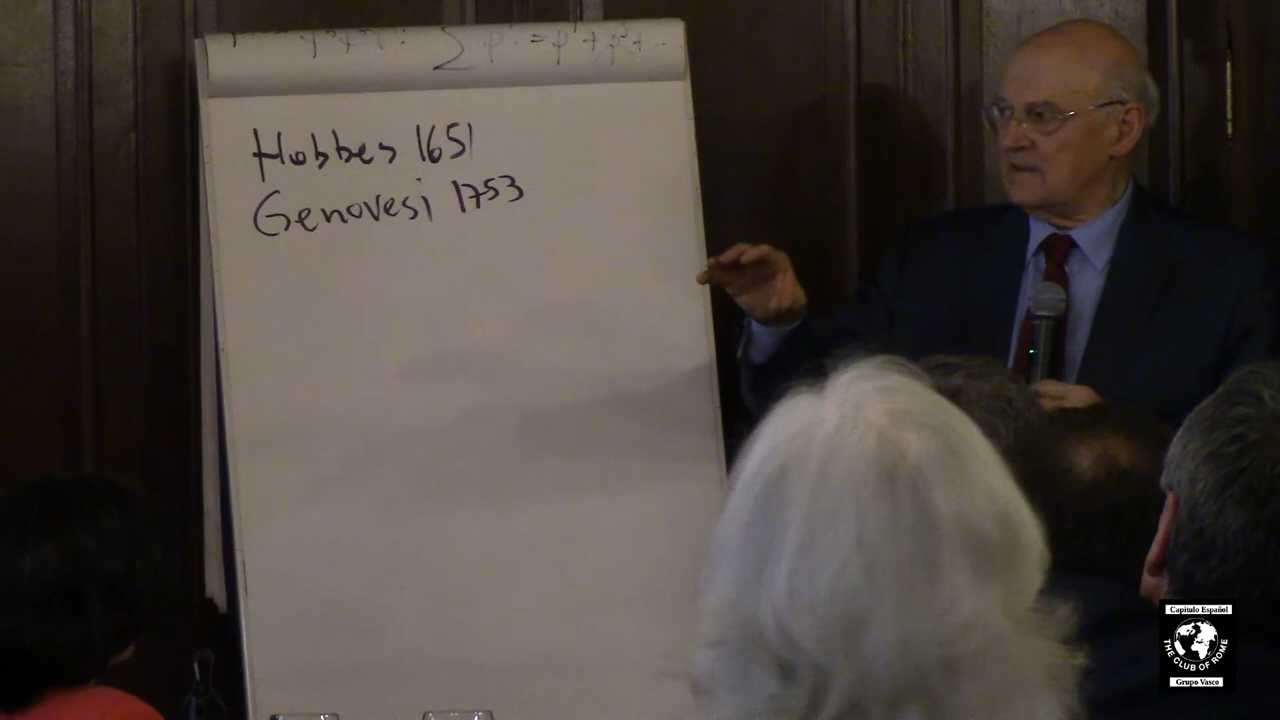 Hobbes 1651
Genovesi 1753
Capítulo Español
THE CLUB OF ROME
Grupo Vasco